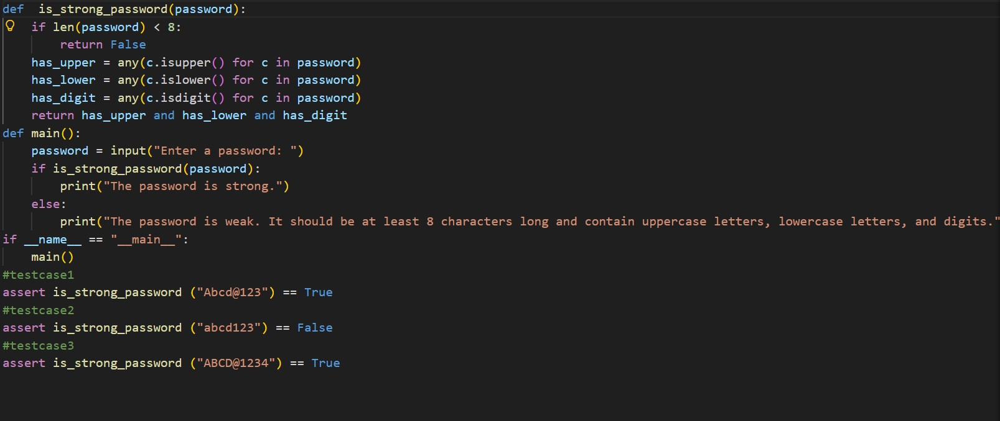 def  is_strong_password(password):
    if len(password) < 8:
        return False
    has_upper = any(c.isupper() for c in password)
    has_lower = any(c.islower() for c in password)
    has_digit = any(c.isdigit() for c in password)
    return has_upper and has_lower and has_digit
def main():
    password = input("Enter a password: ")
    if is_strong_password(password):
        print("The password is strong.")
    else:
        print("The password is weak. It should be at least 8 characters long and contain uppercase letters, lowercase letters, and digits."
if __name__ == "__main__":
    main()
#testcase1
assert is_strong_password ("Abcd@123") == True
#testcase2
assert is_strong_password ("abcd123") == False
#testcase3
assert is_strong_password ("ABCD@1234") == True